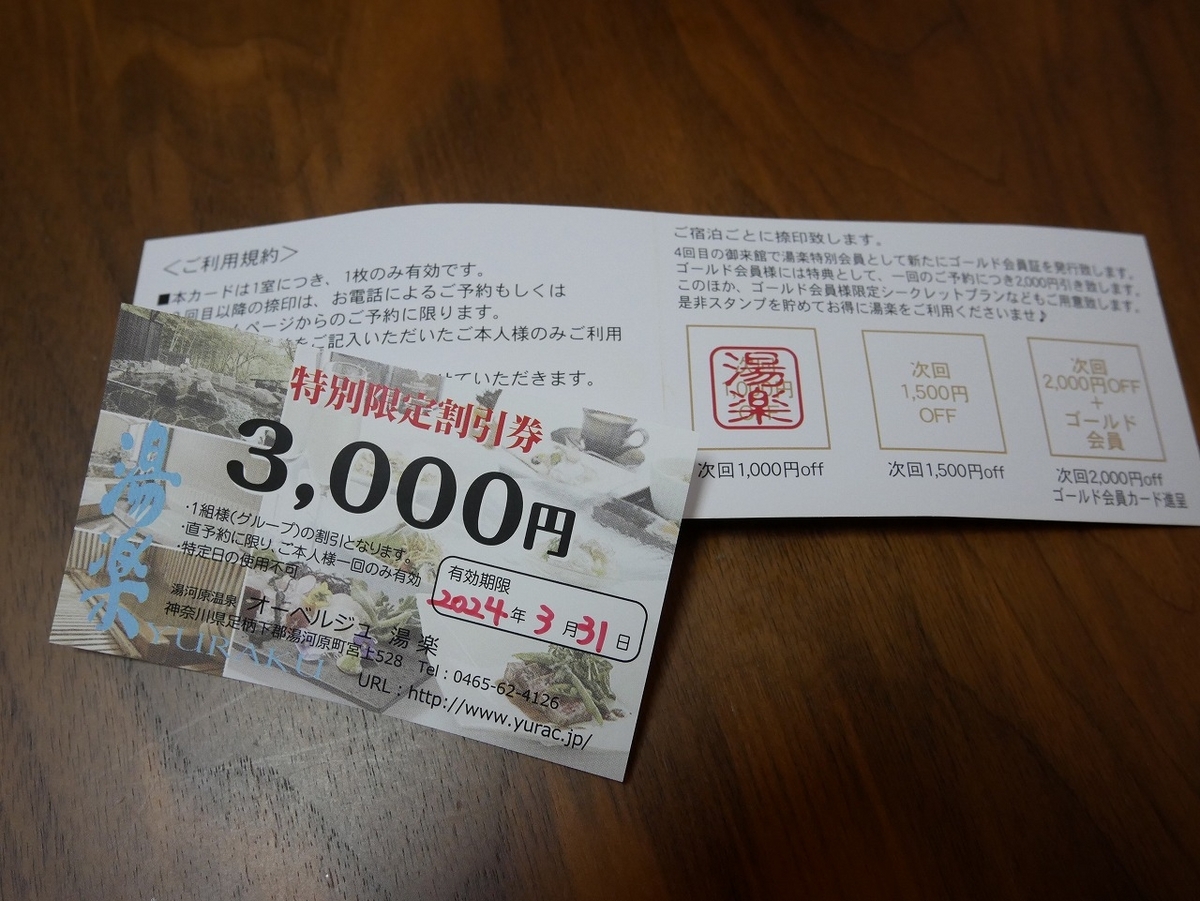 <ご利用規約>
■本カードは1室につき、1枚のみ有効です。
回目以降の捺印は、お電話によるご予約もしくは
ムページからのご予約に限ります。
をご記入いただいたご本人様のみご利用
せていただきます。
ご宿泊ごとに捺印致します。
4回目の御来館で湯楽特別会員として新たにゴールド会員証を発行致します。
ゴールド会員様には特典として、一回のご予約につき2,000円引き致します。
このほか、ゴールド会員様限定シークレットプランなどもご用意致します。
是非スタンプを貯めてお得に湯楽をご利用くださいませ♪
湯楽
次回1,000円off
次回
1,500円
OFF
次回1,500円off
次回
2,000円OFF
+
ゴールド
会員
次回2,000円off
ゴールド会員カード進呈
特別限定割引券
3,000円
・1組様(グループ)の割引となります。
・直予約に限り、ご本人様一回のみ有効
・特定日の使用不可
有効期限
2024年 3月31日
湯楽
YURAKU
湯河原温泉 オーベルジュ 湯楽
神奈川県足柄下郡湯河原町宮上528 Tel:0465-62-4126
URL:http://www.yurac.jp/